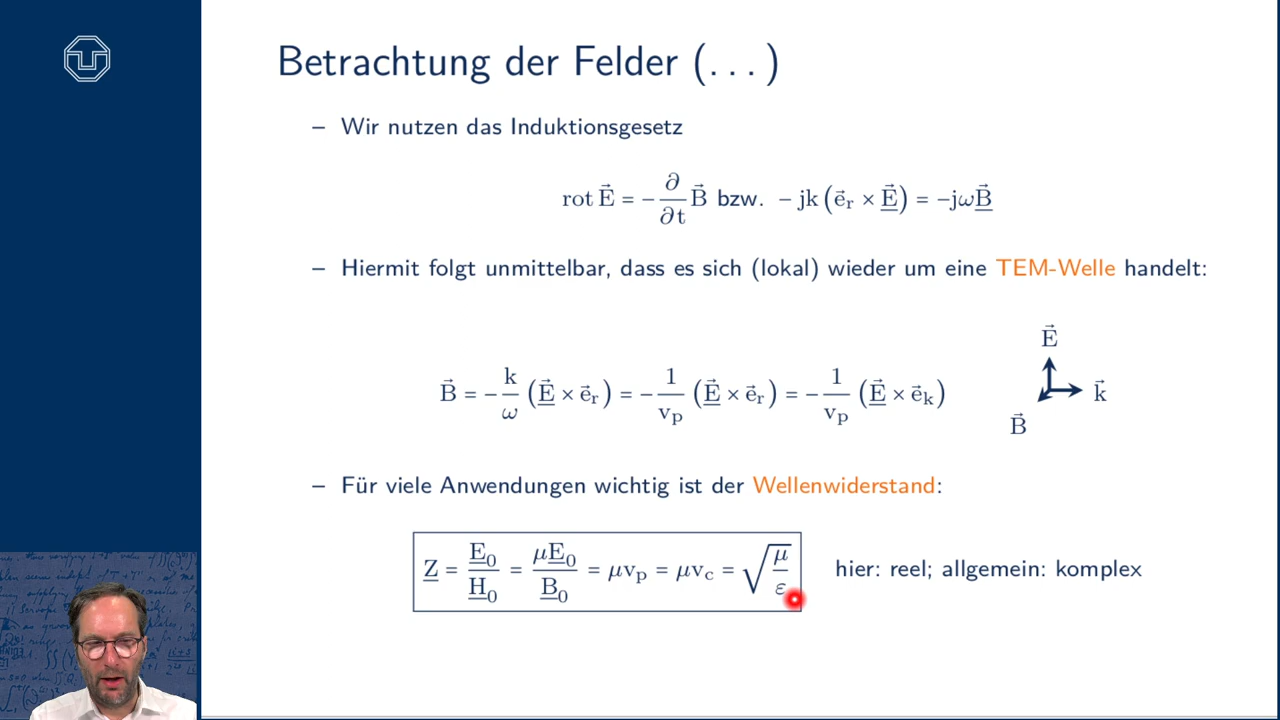 Betrachtung der Felder (...)
– Wir nutzen das Induktionsgesetz
rot E⃗ = − ∂/∂t B⃗ bzw. − jk (e⃗ᵣ × E⃗) = −jωB⃗
– Hiermit folgt unmittelbar, dass es sich (lokal) wieder um eine TEM-Welle handelt:
B⃗ = − k/ω (E⃗ × e⃗ᵣ) = − 1/vₚ (E⃗ × e⃗ᵣ) = − 1/vₚ (E⃗ × e⃗ₖ)
E⃗
k⃗
B⃗
– Für viele Anwendungen wichtig ist der Wellenwiderstand:
Z = E₀/H₀ = μE₀/B₀ = μvₚ = μv_c = √(μ/ε) hier: reel; allgemein: komplex